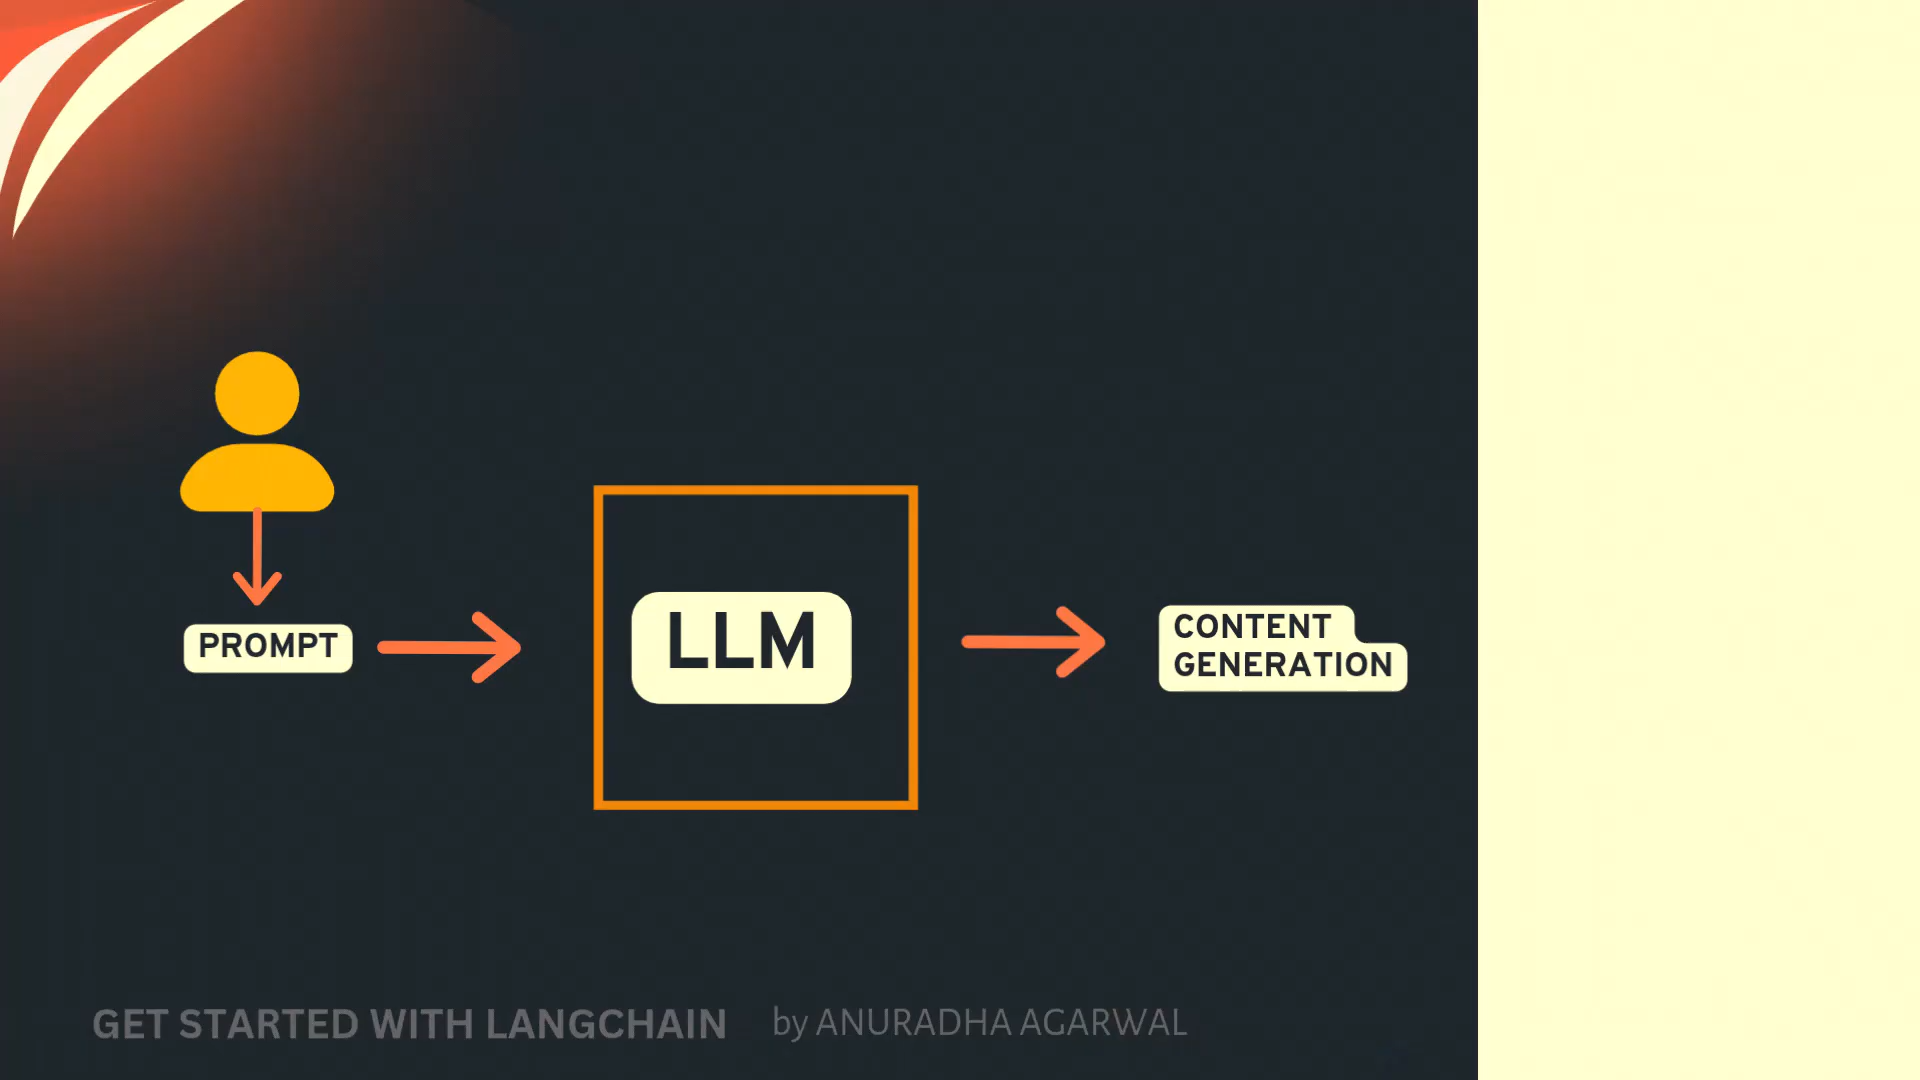 PROMPT
LLM
CONTENT
GENERATION
GET STARTED WITH LANGCHAIN by ANURADHA AGARWAL